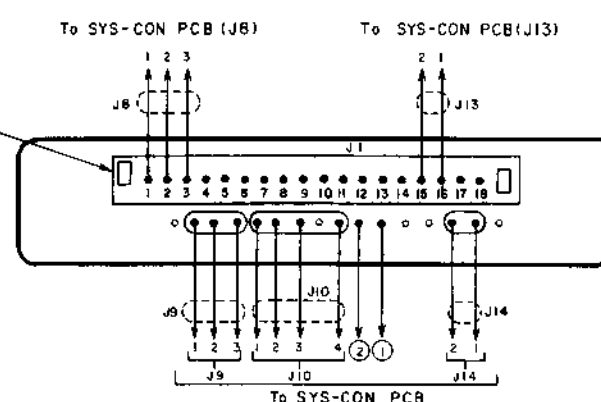 To SYS-CON PCB (J8) To SYS-CON PCB(J13)
1 2 3 2 1
J8 J13
J1
1 2 3 4 5 6 7 8 9 10 11 12 13 14 15 16 17 18
J9 J10 J14
1 2 3 1 2 3 4 2 1 2 1
J9 J10 J14
To SYS-CON PCB